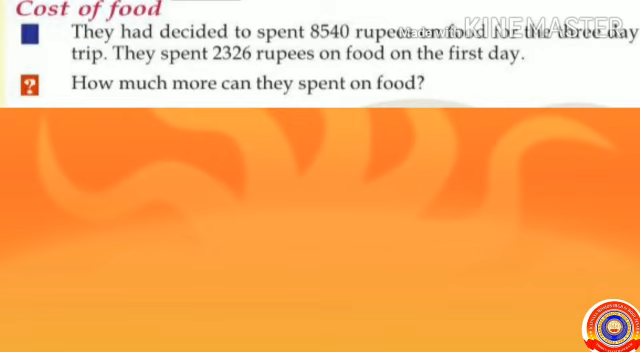 Cost of food
They had decided to spent 8540 rupees on food for the three day
trip. They spent 2326 rupees on food on the first day.
? How much more can they spent on food?
KINEMASTER